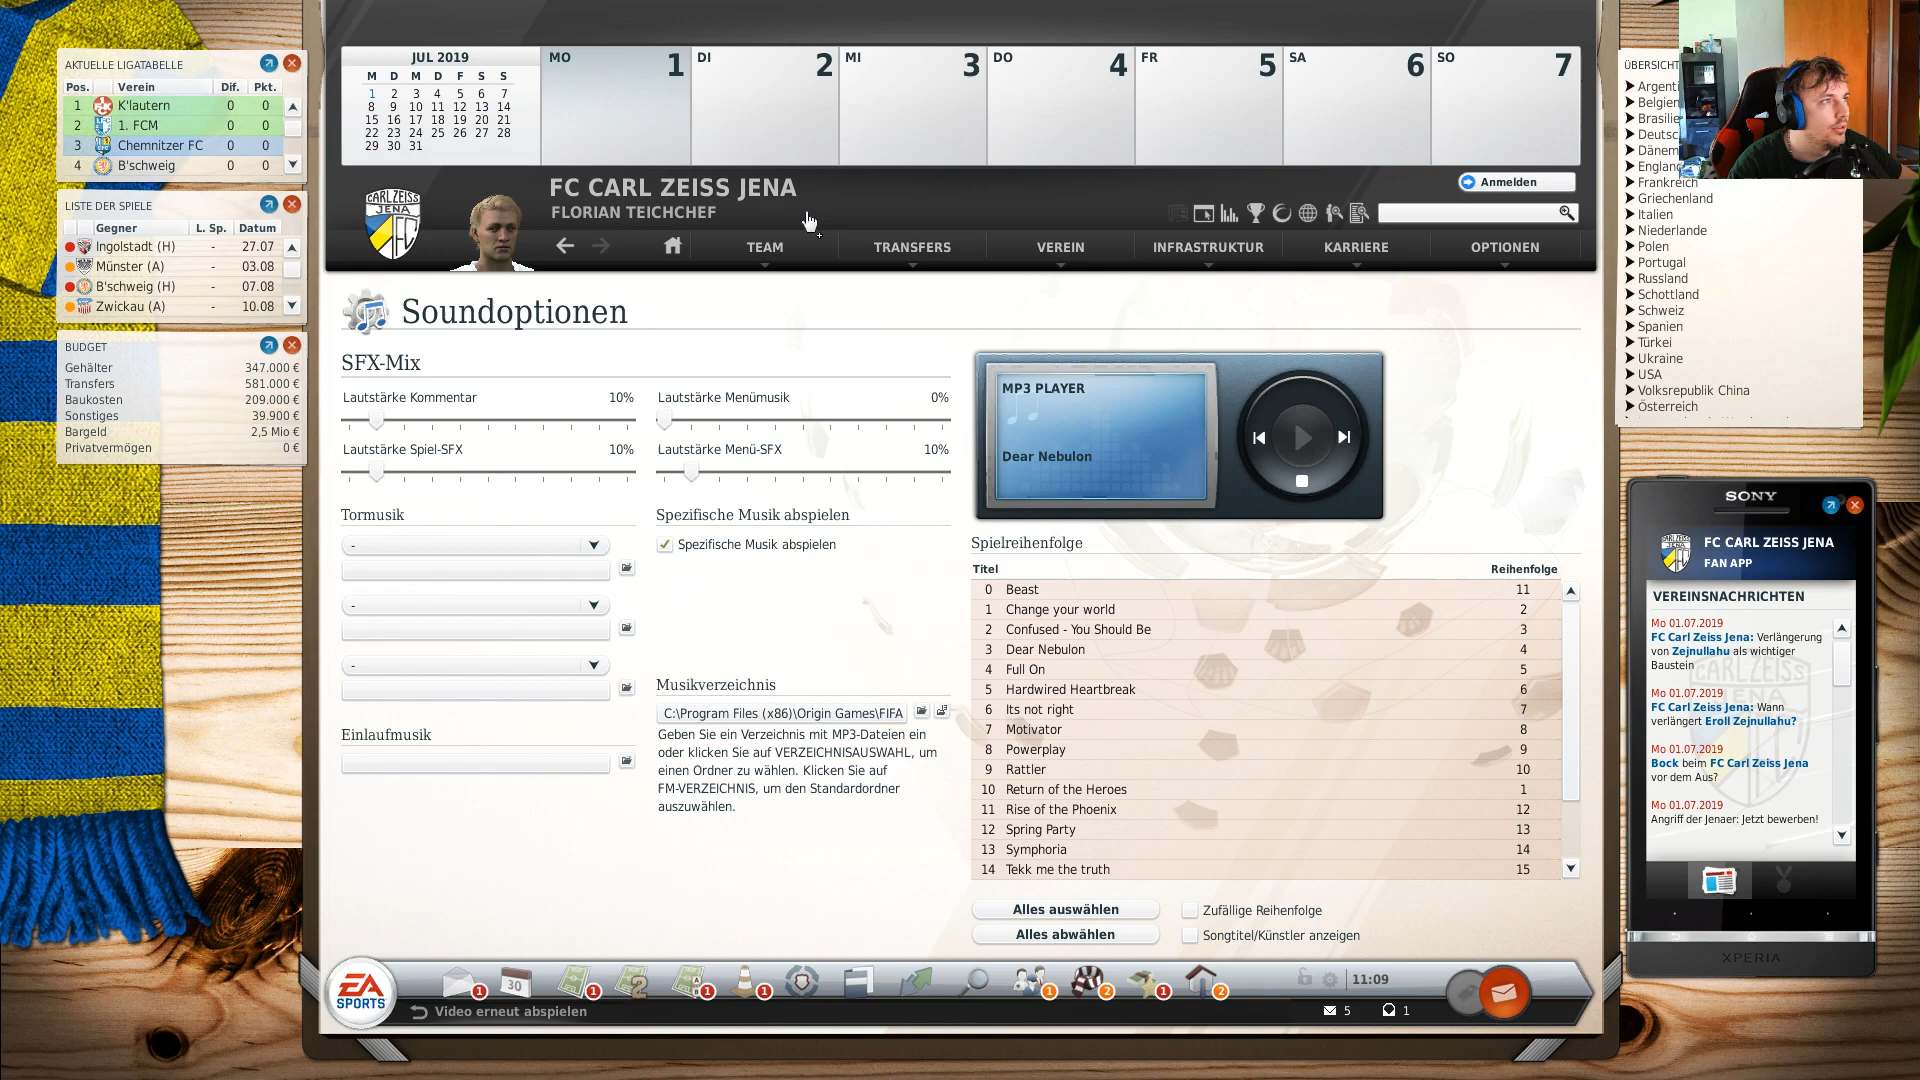 AKTUELLE LIGATABELLE
Pos. Verein Dif. Pkt.
1 K'lautern 0 0
2 1. FCM 0 0
3 Chemnitzer FC 0 0
4 B'schweig 0 0
LISTE DER SPIELE
Gegner L. Sp. Datum
Ingolstadt (H) - 27.07
Münster (A) - 03.08
B'schweig (H) - 07.08
Zwickau (A) - 10.08
BUDGET
Gehälter 347.000 €
Transfers 581.000 €
Baukosten 209.000 €
Sonstiges 39.900 €
Bargeld 2,5 Mio €
Privatvermögen 0 €
JUL 2019
M D M D F S S
1 2 3 4 5 6 7
8 9 10 11 12 13 14
15 16 17 18 19 20 21
22 23 24 25 26 27 28
29 30 31
MO 1 DI 2 MI 3 DO 4 FR 5 SA 6 SO 7
CARL ZEISS
JENA
FC CARL ZEISS JENA
FLORIAN TEICHCHEF
Anmelden
TEAM TRANSFERS VEREIN INFRASTRUKTUR KARRIERE OPTIONEN
Soundoptionen
SFX-Mix
Lautstärke Kommentar 10%
Lautstärke Menümusik 0%
Lautstärke Spiel-SFX 10%
Lautstärke Menü-SFX 10%
Tormusik
-
-
-
Einlaufmusik
Spezifische Musik abspielen
Spezifische Musik abspielen
Musikverzeichnis
C:\Program Files (x86)\Origin Games\FIFA
Geben Sie ein Verzeichnis mit MP3-Dateien ein
oder klicken Sie auf VERZEICHNISAUSWAHL, um
einen Ordner zu wählen. Klicken Sie auf
FM-VERZEICHNIS, um den Standardordner
auszuwählen.
MP3 PLAYER
Dear Nebulon
Spielreihenfolge
Titel Reihenfolge
0 Beast 11
1 Change your world 2
2 Confused - You Should Be 3
3 Dear Nebulon 4
4 Full On 5
5 Hardwired Heartbreak 6
6 Its not right 7
7 Motivator 8
8 Powerplay 9
9 Rattler 10
10 Return of the Heroes 1
11 Rise of the Phoenix 12
12 Spring Party 13
13 Symphoria 14
14 Tekk me the truth 15
Alles auswählen
Zufällige Reihenfolge
Alles abwählen
Songtitel/Künstler anzeigen
ÜBERSICHT
Argenti
Belgien
Brasilie
Deutsc
Dänem
Englan
Frankreich
Griechenland
Italien
Niederlande
Polen
Portugal
Russland
Schottland
Schweiz
Spanien
Türkei
Ukraine
USA
Volksrepublik China
Österreich
SONY
FC CARL ZEISS JENA
FAN APP
VEREINSNACHRICHTEN
Mo 01.07.2019
FC Carl Zeiss Jena: Verlängerung
von Zejnullahu als wichtiger
Baustein
Mo 01.07.2019
FC Carl Zeiss Jena: Wann
verlängert Eroll Zejnullahu?
Mo 01.07.2019
Bock beim FC Carl Zeiss Jena
vor dem Aus?
Mo 01.07.2019
Angriff der Jenaer: Jetzt bewerben!
XPERIA
EA
SPORTS
1 30 1 2 1 1 1 2 1 2
11:09
Video erneut abspielen
5 1